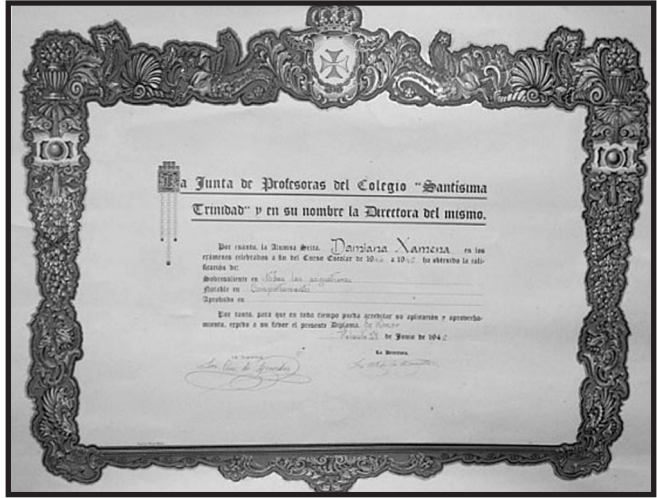 La Junta de Profesoras del Colegio "Santísima
Trinidad" y en su nombre la Directora del mismo.
Por cuanto, la Alumna Srita. Damiana Xamena en los
exámenes celebrados a fin del Curso Escolar de 19 a 19 ha obtenido la cali-
ficación de:
Sobresaliente en todas las asignaturas
Notable en Comportamiento
Aprobado en
Por tanto, para que en todo tiempo pueda acreditar su aplicación y aprovecha-
miento, expido a su favor el presente Diploma de Honor
de Junio de 194
La Directora,